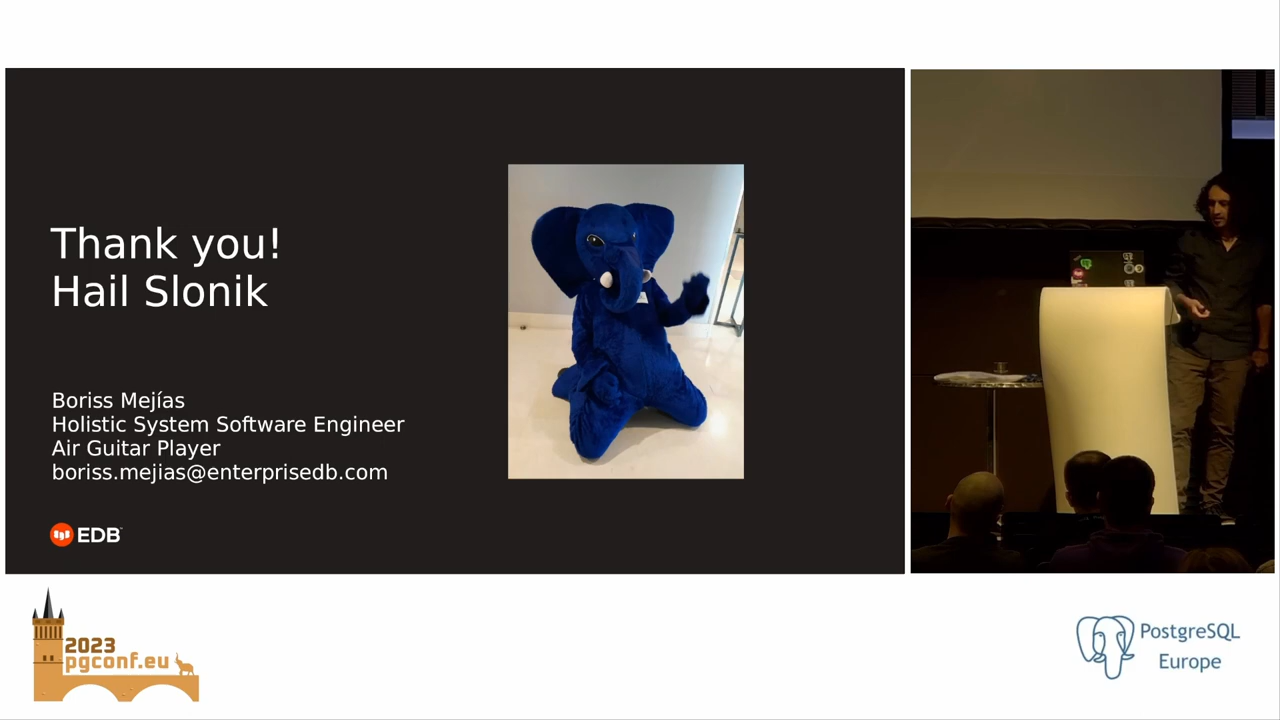 Thank you!
Hail Slonik
Boriss Mejías
Holistic System Software Engineer
Air Guitar Player
boriss.mejias@enterprisedb.com
EDB
2023
pgconf.eu
PostgreSQL
Europe